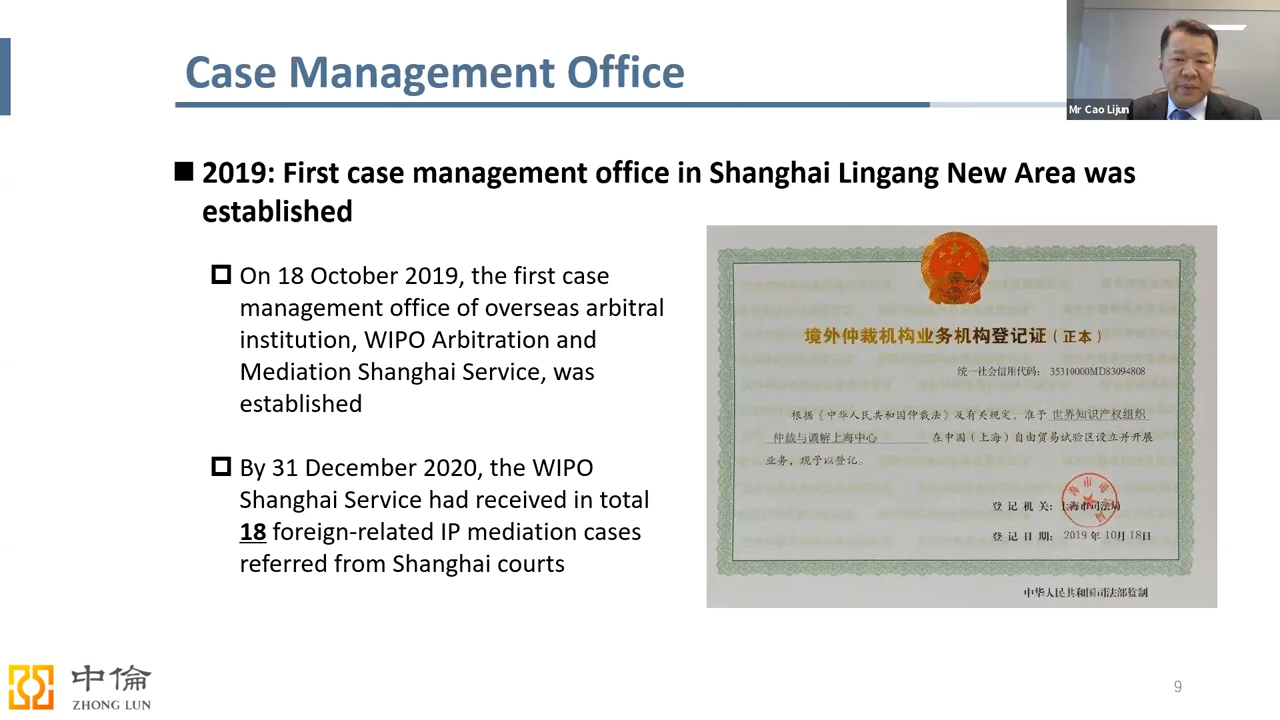 Case Management Office
Mr Cao Lijun
2019: First case management office in Shanghai Lingang New Area was
established
On 18 October 2019, the first case
management office of overseas arbitral
institution, WIPO Arbitration and
Mediation Shanghai Service, was
established
By 31 December 2020, the WIPO
Shanghai Service had received in total
18 foreign-related IP mediation cases
referred from Shanghai courts
境外仲裁机构业务机构登记证（正本）
统一社会信用代码： 35310000MD83094808
根据《中华人民共和国仲裁法》及有关规定，准予 世界知识产权组织
仲裁与调解上海中心 在中国（上海）自由贸易试验区设立并开展
业务，现予以登记。
登记机关：上海市司法局
登记日期：2019年10月18日
中华人民共和国司法部监制
中倫
ZHONG LUN
9